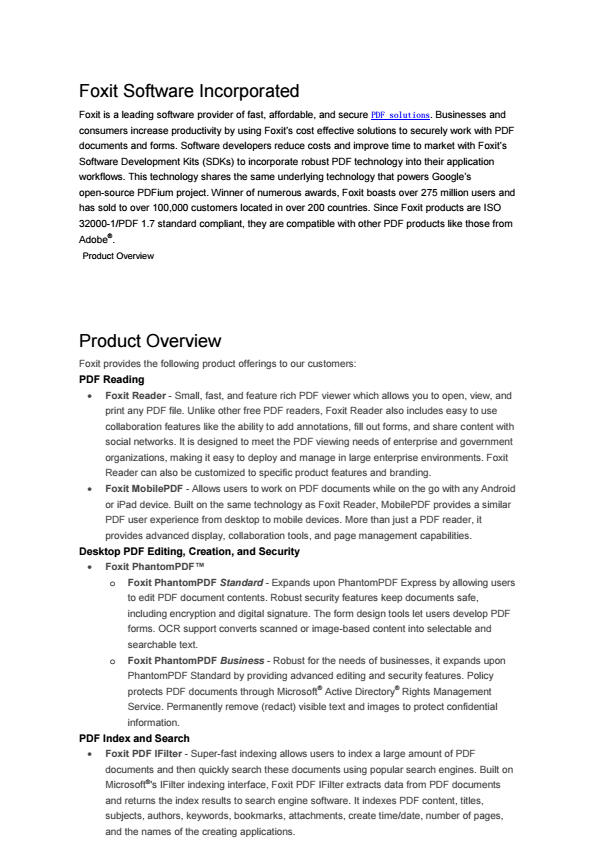 Foxit Software Incorporated
Foxit is a leading software provider of fast, affordable, and secure PDF solutions. Businesses and
consumers increase productivity by using Foxit's cost effective solutions to securely work with PDF
documents and forms. Software developers reduce costs and improve time to market with Foxit's
Software Development Kits (SDKs) to incorporate robust PDF technology into their application
workflows. This technology shares the same underlying technology that powers Google's
open-source PDFium project. Winner of numerous awards, Foxit boasts over 275 million users and
has sold to over 100,000 customers located in over 200 countries. Since Foxit products are ISO
32000-1/PDF 1.7 standard compliant, they are compatible with other PDF products like those from
Adobe®.
Product Overview
Product Overview
Foxit provides the following product offerings to our customers:
PDF Reading
• Foxit Reader - Small, fast, and feature rich PDF viewer which allows you to open, view, and
print any PDF file. Unlike other free PDF readers, Foxit Reader also includes easy to use
collaboration features like the ability to add annotations, fill out forms, and share content with
social networks. It is designed to meet the PDF viewing needs of enterprise and government
organizations, making it easy to deploy and manage in large enterprise environments. Foxit
Reader can also be customized to specific product features and branding.
• Foxit MobilePDF - Allows users to work on PDF documents while on the go with any Android
or iPad device. Built on the same technology as Foxit Reader, MobilePDF provides a similar
PDF user experience from desktop to mobile devices. More than just a PDF reader, it
provides advanced display, collaboration tools, and page management capabilities.
Desktop PDF Editing, Creation, and Security
• Foxit PhantomPDF™
o Foxit PhantomPDF Standard - Expands upon PhantomPDF Express by allowing users
to edit PDF document contents. Robust security features keep documents safe,
including encryption and digital signature. The form design tools let users develop PDF
forms. OCR support converts scanned or image-based content into selectable and
searchable text.
o Foxit PhantomPDF Business - Robust for the needs of businesses, it expands upon
PhantomPDF Standard by providing advanced editing and security features. Policy
protects PDF documents through Microsoft® Active Directory® Rights Management
Service. Permanently remove (redact) visible text and images to protect confidential
information.
PDF Index and Search
• Foxit PDF IFilter - Super-fast indexing allows users to index a large amount of PDF
documents and then quickly search these documents using popular search engines. Built on
Microsoft®'s IFilter indexing interface, Foxit PDF IFilter extracts data from PDF documents
and returns the index results to search engine software. It indexes PDF content, titles,
subjects, authors, keywords, bookmarks, attachments, create time/date, number of pages,
and the names of the creating applications.